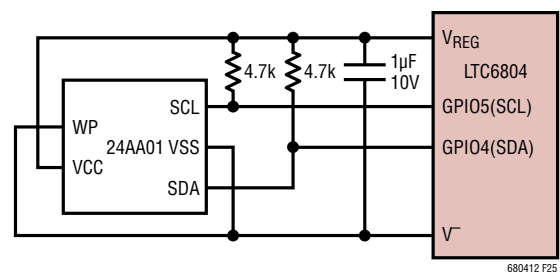 VREG
4.7k
4.7k
1µF
10V
LTC6804
SCL
GPIO5(SCL)
WP
24AA01 VSS
GPIO4(SDA)
VCC
SDA
V–
680412 F25